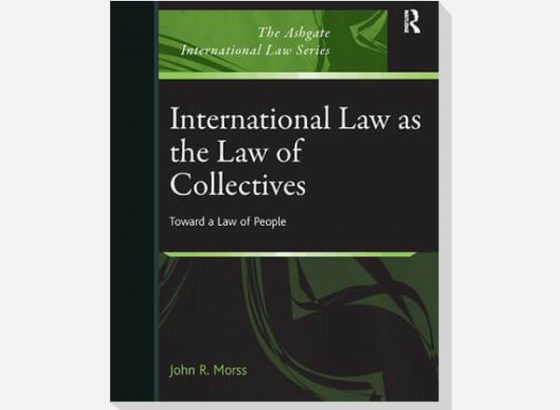 The Ashgate
International Law Series
R
International Law as
the Law of
Collectives
Toward a Law of People
John R. Morss